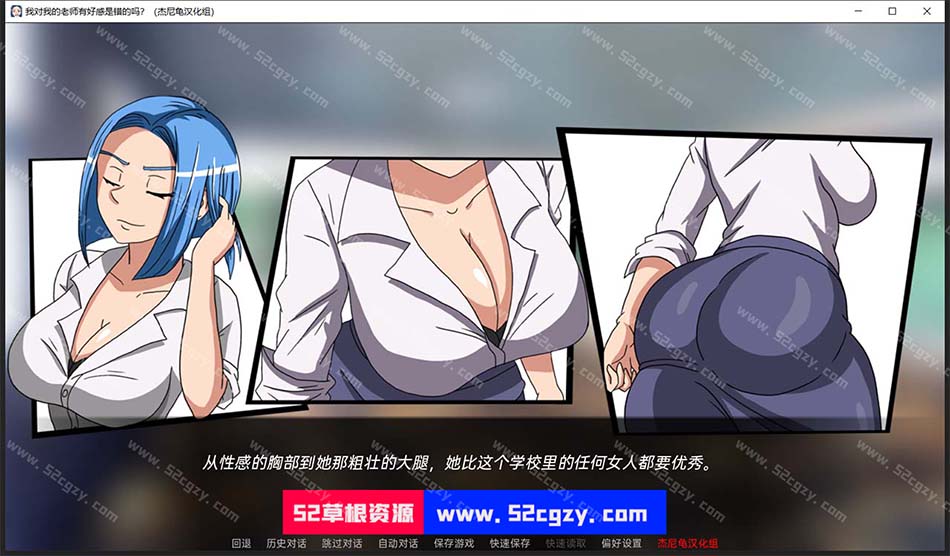 我对我的老师有好感是错的吗？ (杰尼龟汉化组)
从性感的胸部到她那粗壮的大腿，她比这个学校里的任何女人都要优秀。
52草根资源 www.52cgzy.com
回退 历史对话 跳过对话 自动对话 保存游戏 快速保存 快速读取 偏好设置 杰尼龟汉化组
www.52cgzy.com